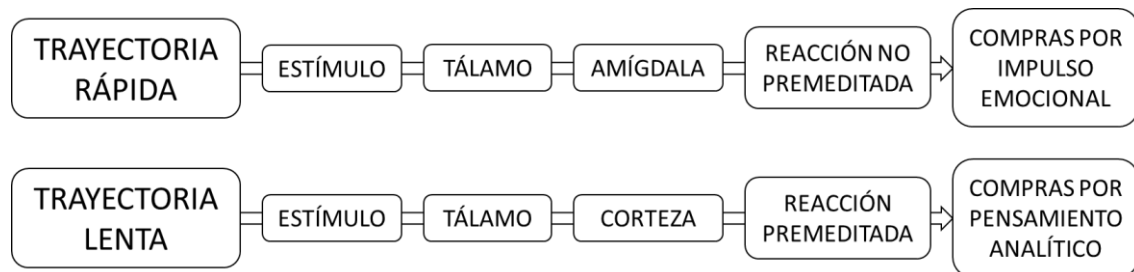 TRAYECTORIA
RÁPIDA
ESTÍMULO
TÁLAMO
AMÍGDALA
REACCIÓN NO
PREMEDITADA
COMPRAS POR
IMPULSO
EMOCIONAL
TRAYECTORIA
LENTA
ESTÍMULO
TÁLAMO
CORTEZA
REACCIÓN
PREMEDITADA
COMPRAS POR
PENSAMIENTO
ANALÍTICO